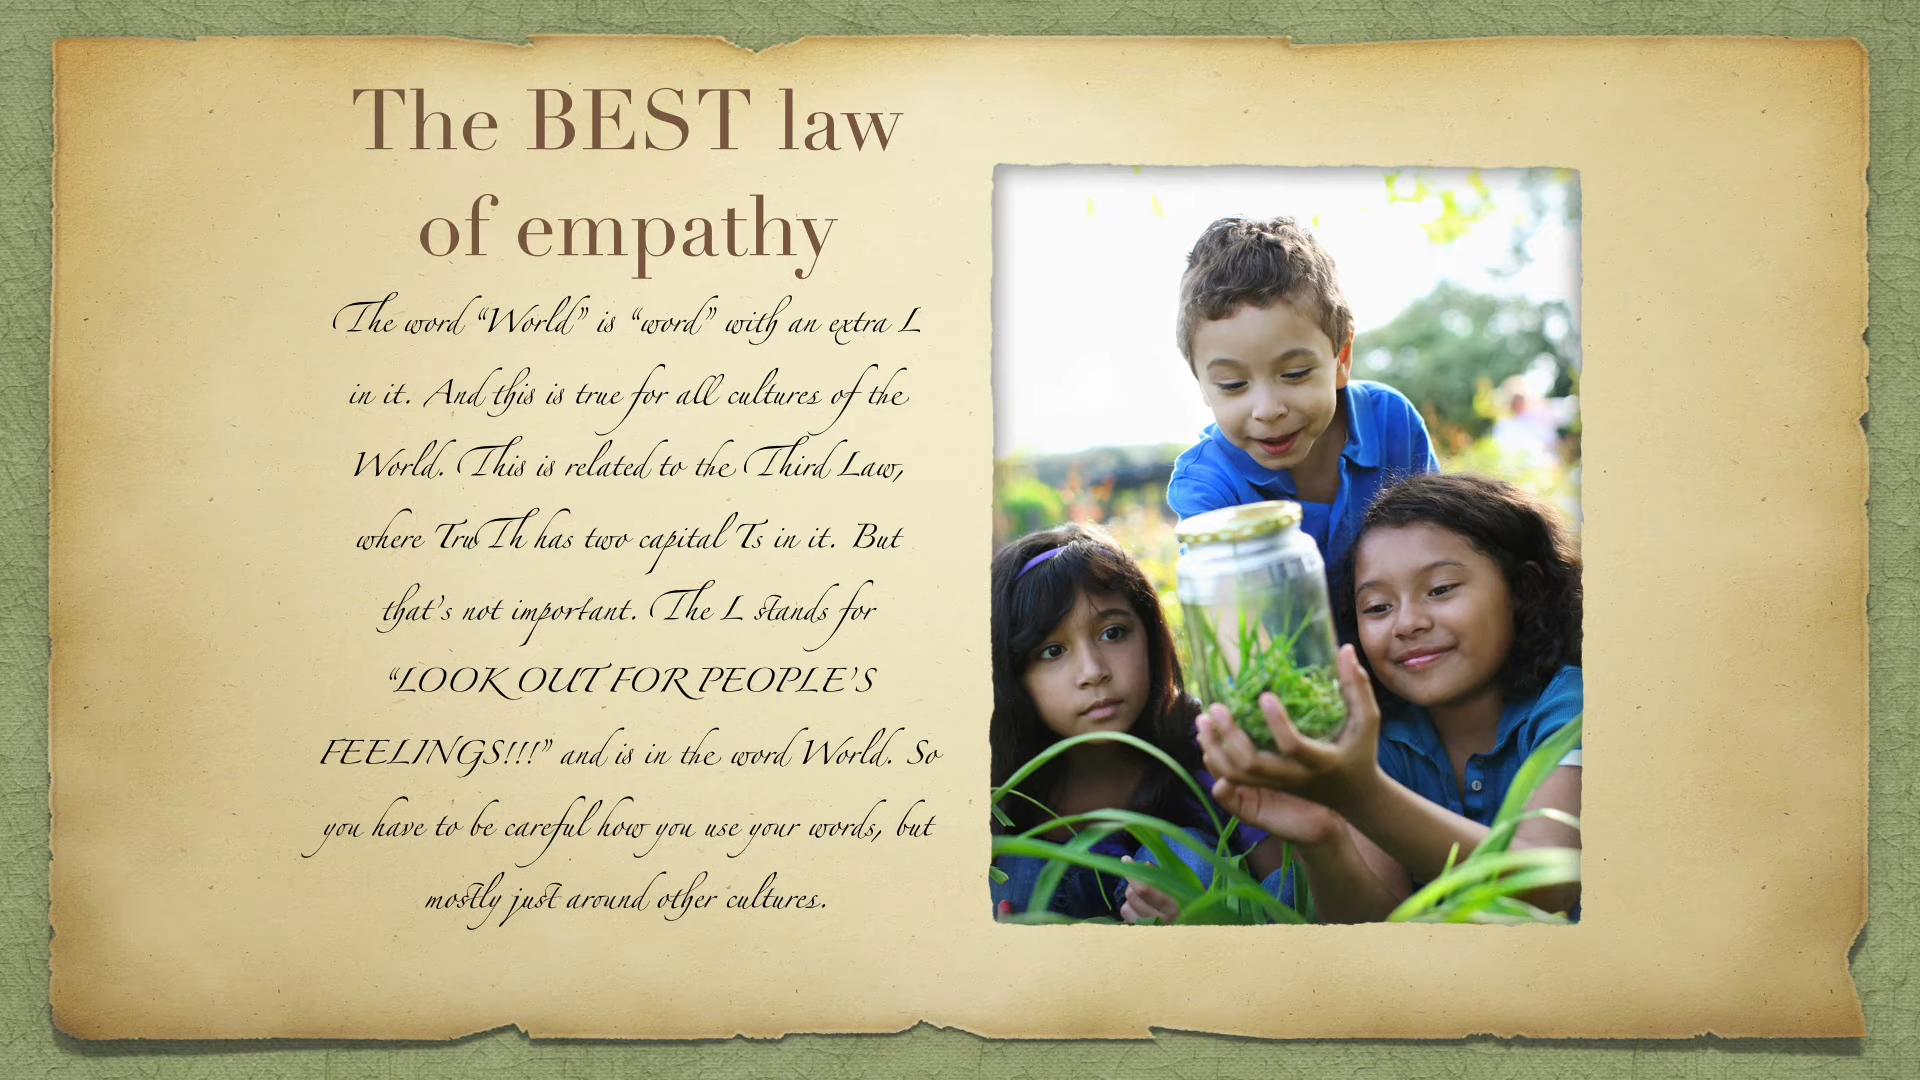 The BEST law
of empathy
The word “World” is “word” with an extra L
in it. And this is true for all cultures of the
World. This is related to the Third Law,
where TruTh has two capital Ts in it. But
that’s not important. The L stands for
“LOOK OUT FOR PEOPLE’S
FEELINGS!!!” and is in the word World. So
you have to be careful how you use your words, but
mostly just around other cultures.